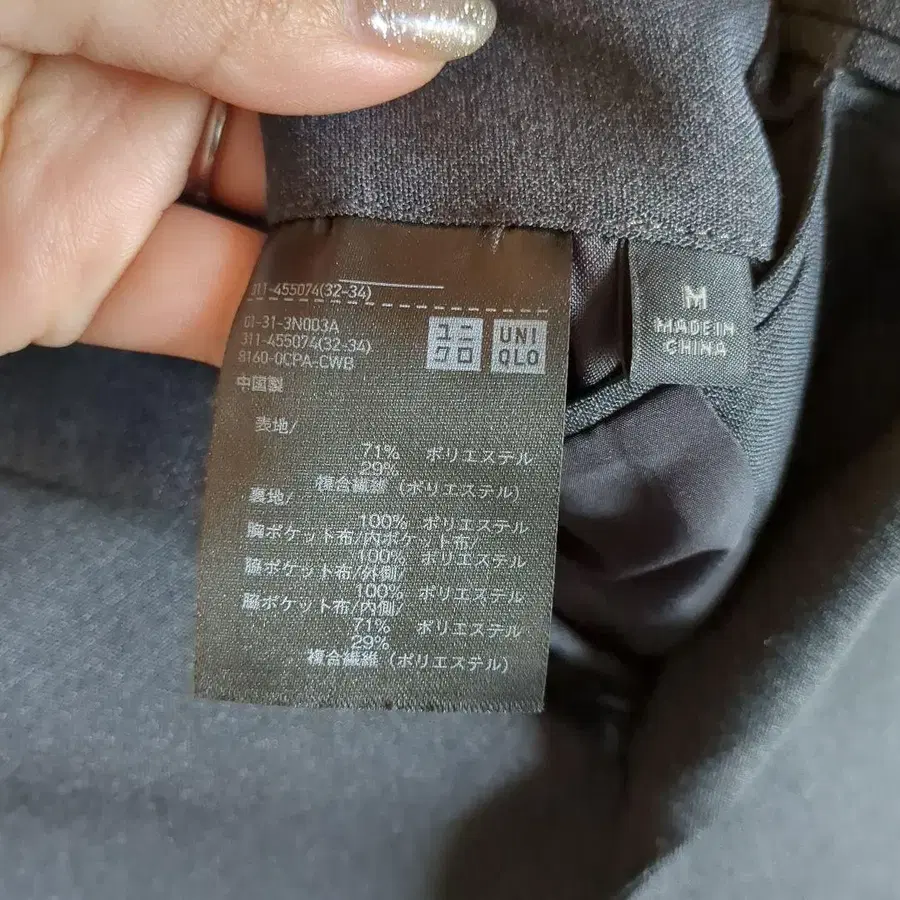 311-455074(32-34)
01-31-3N003A
311-455074(32-34)
8160-0CPA-CWB
中国製
ユニ
クロ
UNI
QLO
表地/
71% ポリエステル
29%
複合繊維 (ポリエステル)
裏地/
100% ポリエステル
胸ポケット布/内ポケット布/
100% ポリエステル
脇ポケット布/外側/
100% ポリエステル
脇ポケット布/内側/
71% ポリエステル
29%
複合繊維 (ポリエステル)
M
MADE IN
CHINA